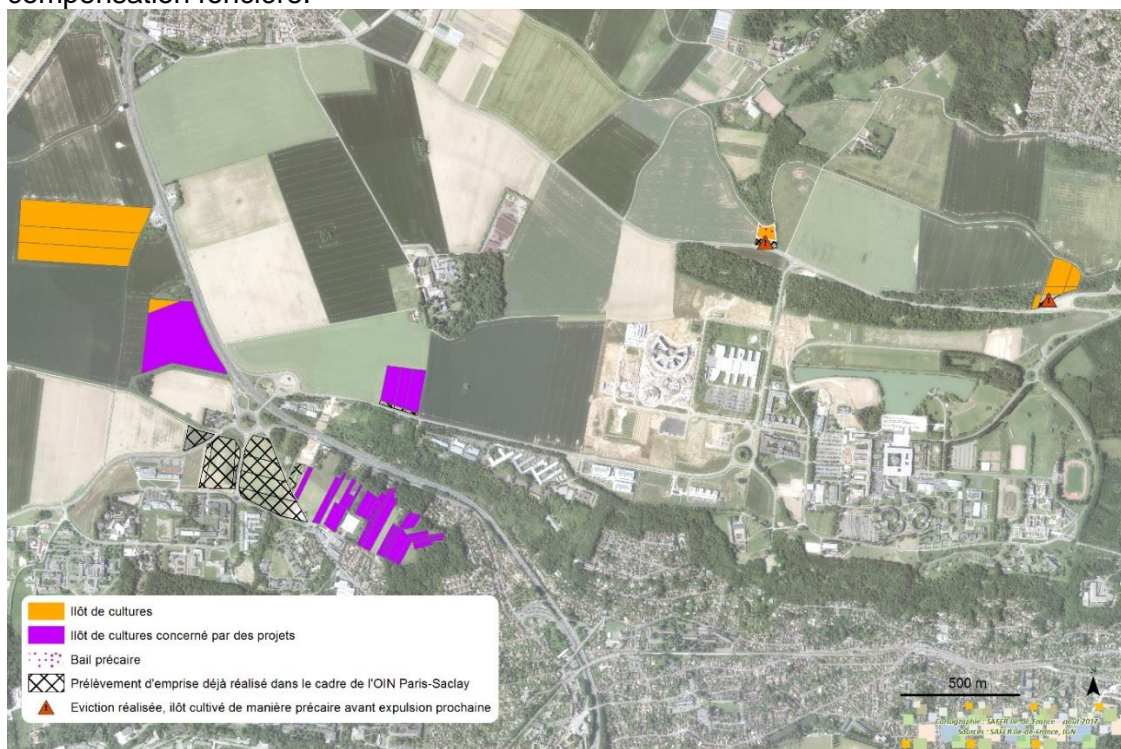 compensation foncière.
Ilôt de cultures
Ilôt de cultures concerné par des projets
Bail précaire
Prélèvement d'emprise déjà réalisé dans le cadre de l'OIN Paris-Saclay
Eviction réalisée, ilôt cultivé de manière précaire avant expulsion prochaine
500 m
Cartographie : SAFER Ile-de-France - août 2017
Sources : SAFER Ile-de-France, IGN